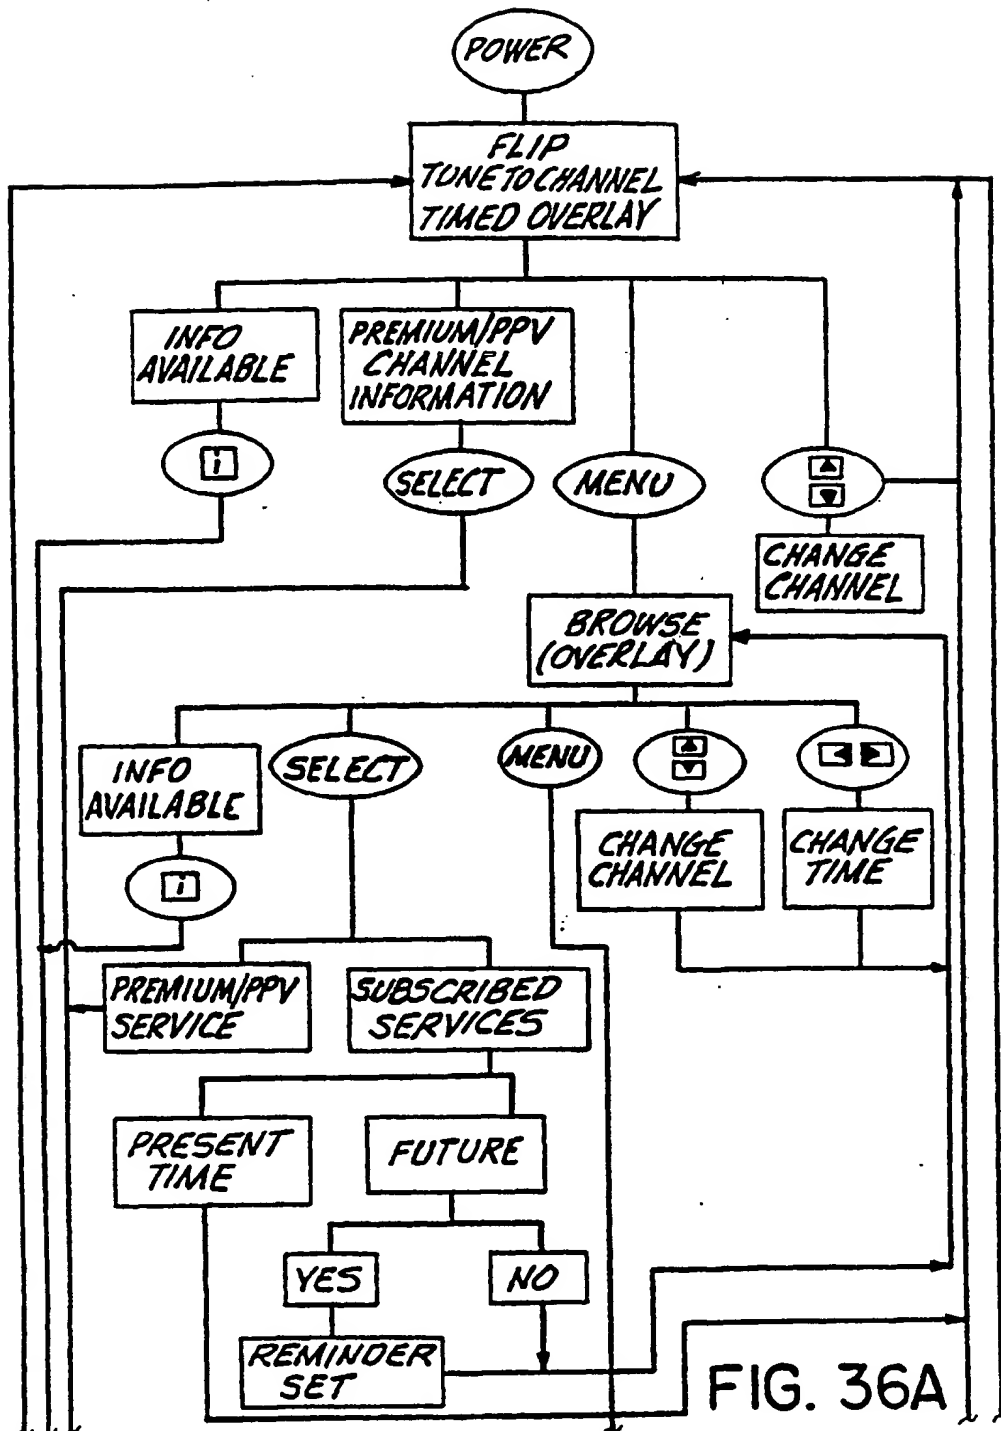 POWER
FLIP
TUNE TO CHANNEL
TIMED OVERLAY
INFO
AVAILABLE
PREMIUM/PPV
CHANNEL
INFORMATION
i
SELECT
MENU
CHANGE
CHANNEL
BROWSE
(OVERLAY)
INFO
AVAILABLE
SELECT
MENU
CHANGE
CHANNEL
CHANGE
TIME
i
PREMIUM/PPV
SERVICE
SUBSCRIBED
SERVICES
PRESENT
TIME
FUTURE
YES
NO
REMINDER
SET
FIG. 36A